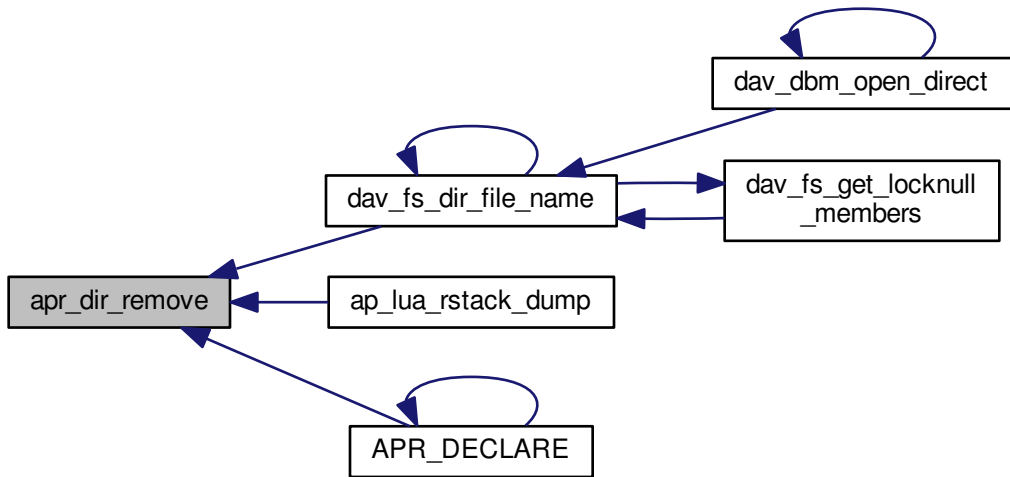 dav_dbm_open_direct
dav_fs_dir_file_name
dav_fs_get_locknull
_members
apr_dir_remove
ap_lua_rstack_dump
APR_DECLARE